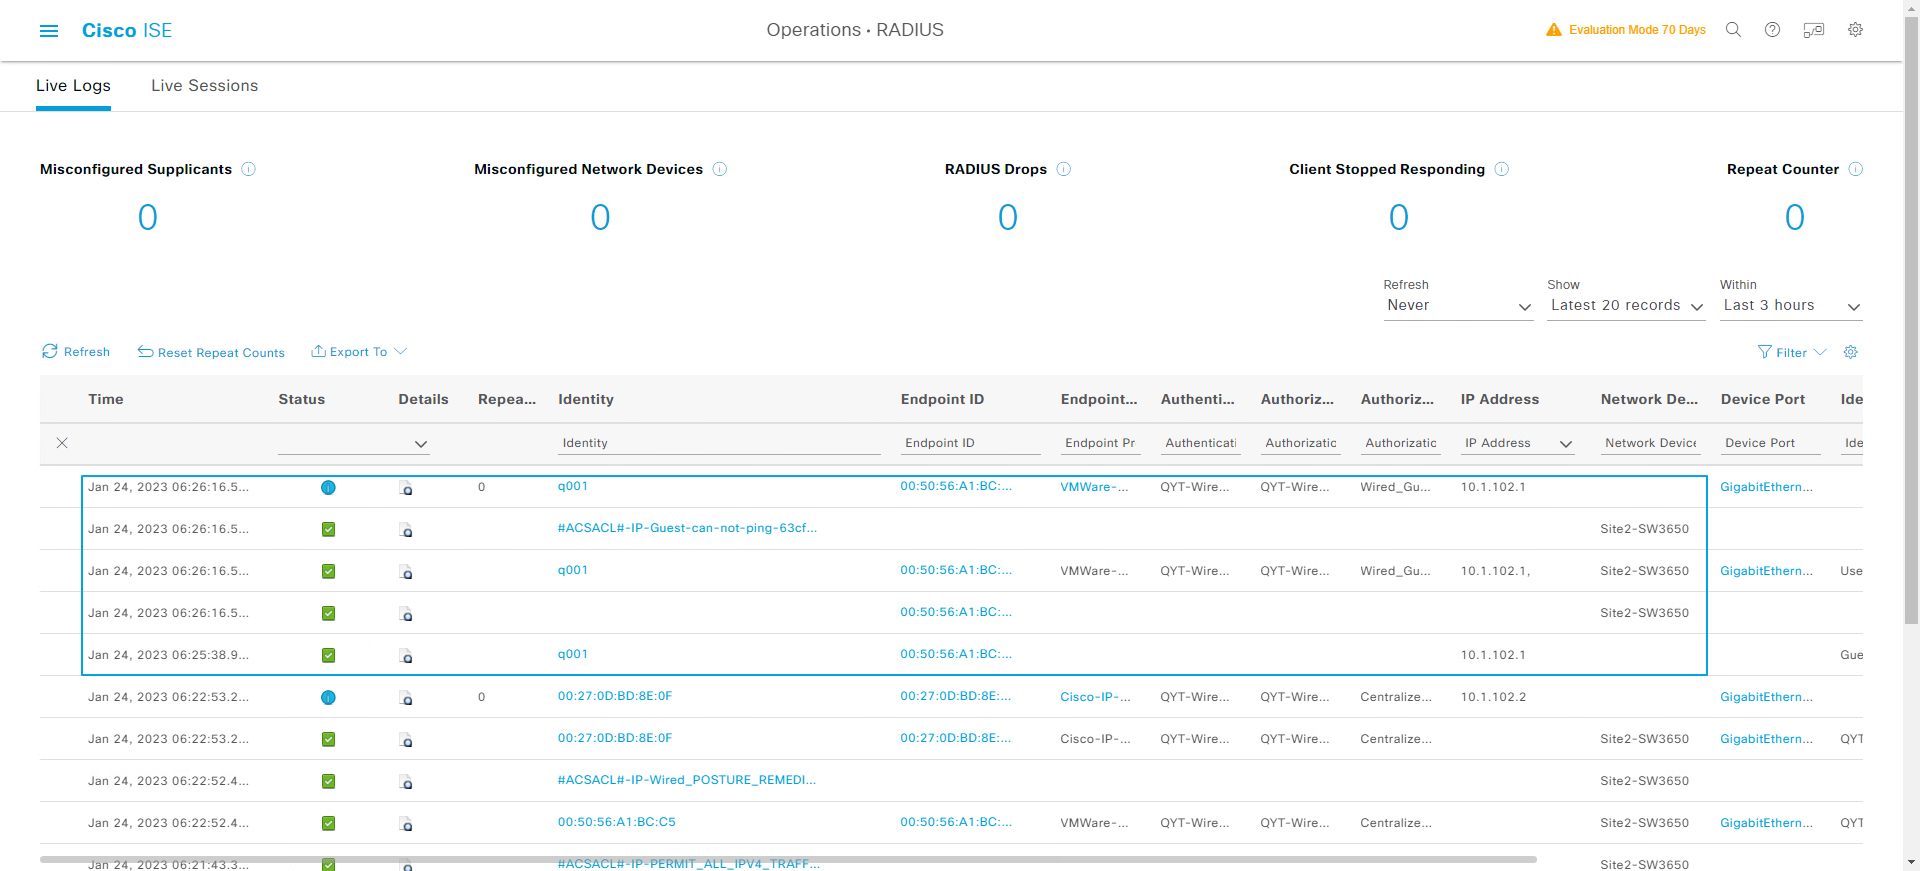 Cisco ISE
Operations · RADIUS
Evaluation Mode 70 Days
Live Logs
Live Sessions
Misconfigured Supplicants
Misconfigured Network Devices
RADIUS Drops
Client Stopped Responding
Repeat Counter
0
0
0
0
0
Refresh
Show
Within
Never
Latest 20 records
Last 3 hours
Refresh
Reset Repeat Counts
Export To
Filter
Time Status Details Repea... Identity Endpoint ID Endpoint... Authenti... Authoriz... Authoriz... IP Address Network De... Device Port Ide
Identity Endpoint ID Endpoint Pr Authenticati Authorizatic Authorizatic IP Address Network Device Device Port Ide
Jan 24, 2023 06:26:16.5... 0 q001 00:50:56:A1:BC:... VMWare-... QYT-Wire... QYT-Wire... Wired_Gu... 10.1.102.1 GigabitEthern...
Jan 24, 2023 06:26:16.5... #ACSACL#-IP-Guest-can-not-ping-63cf... Site2-SW3650
Jan 24, 2023 06:26:16.5... q001 00:50:56:A1:BC:... VMWare-... QYT-Wire... QYT-Wire... Wired_Gu... 10.1.102.1, Site2-SW3650 GigabitEthern... Use
Jan 24, 2023 06:26:16.5... 00:50:56:A1:BC:... Site2-SW3650
Jan 24, 2023 06:25:38.9... q001 00:50:56:A1:BC:... 10.1.102.1 Gue
Jan 24, 2023 06:22:53.2... 0 00:27:0D:BD:8E:0F 00:27:0D:BD:8E:... Cisco-IP-... QYT-Wire... QYT-Wire... Centralize... 10.1.102.2 GigabitEthern...
Jan 24, 2023 06:22:53.2... 00:27:0D:BD:8E:0F 00:27:0D:BD:8E:... Cisco-IP-... QYT-Wire... QYT-Wire... Centralize... Site2-SW3650 GigabitEthern... QYT
Jan 24, 2023 06:22:52.4... #ACSACL#-IP-Wired_POSTURE_REMEDI... Site2-SW3650
Jan 24, 2023 06:22:52.4... 00:50:56:A1:BC:C5 00:50:56:A1:BC:... VMWare-... QYT-Wire... QYT-Wire... Centralize... Site2-SW3650 GigabitEthern... QYT
Jan 24, 2023 06:21:43.3... #ACSACL#-IP-PERMIT_ALL_IPV4_TRAFF... Site2-SW3650